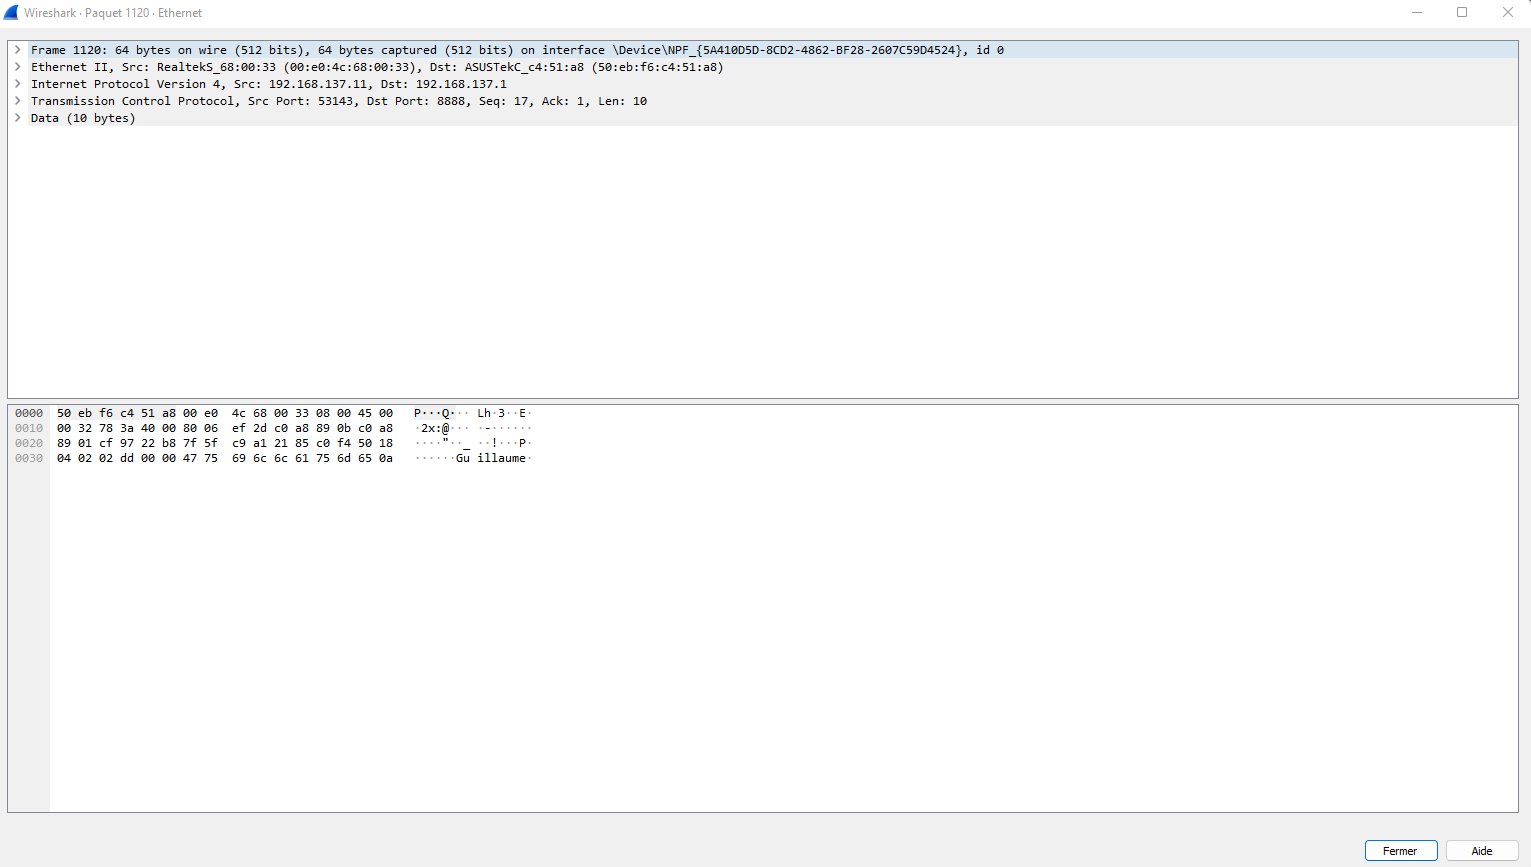 Wireshark · Paquet 1120 · Ethernet
Frame 1120: 64 bytes on wire (512 bits), 64 bytes captured (512 bits) on interface \Device\NPF_{5A410D5D-8CD2-4862-BF28-2607C59D4524}, id 0
Ethernet II, Src: RealtekS_68:00:33 (00:e0:4c:68:00:33), Dst: ASUSTekC_c4:51:a8 (50:eb:f6:c4:51:a8)
Internet Protocol Version 4, Src: 192.168.137.11, Dst: 192.168.137.1
Transmission Control Protocol, Src Port: 53143, Dst Port: 8888, Seq: 17, Ack: 1, Len: 10
Data (10 bytes)
0000 50 eb f6 c4 51 a8 00 e0 4c 68 00 33 08 00 45 00 P···Q··· Lh·3··E·
0010 00 32 78 3a 40 00 80 06 ef 2d c0 a8 89 0b c0 a8 ·2x:@··· ·-······
0020 89 01 cf 97 22 b8 7f 5f c9 a1 21 85 c0 f4 50 18 ····"··_ ··!···P·
0030 04 02 02 dd 00 00 47 75 69 6c 6c 61 75 6d 65 0a ······Gu illaume·
Fermer Aide